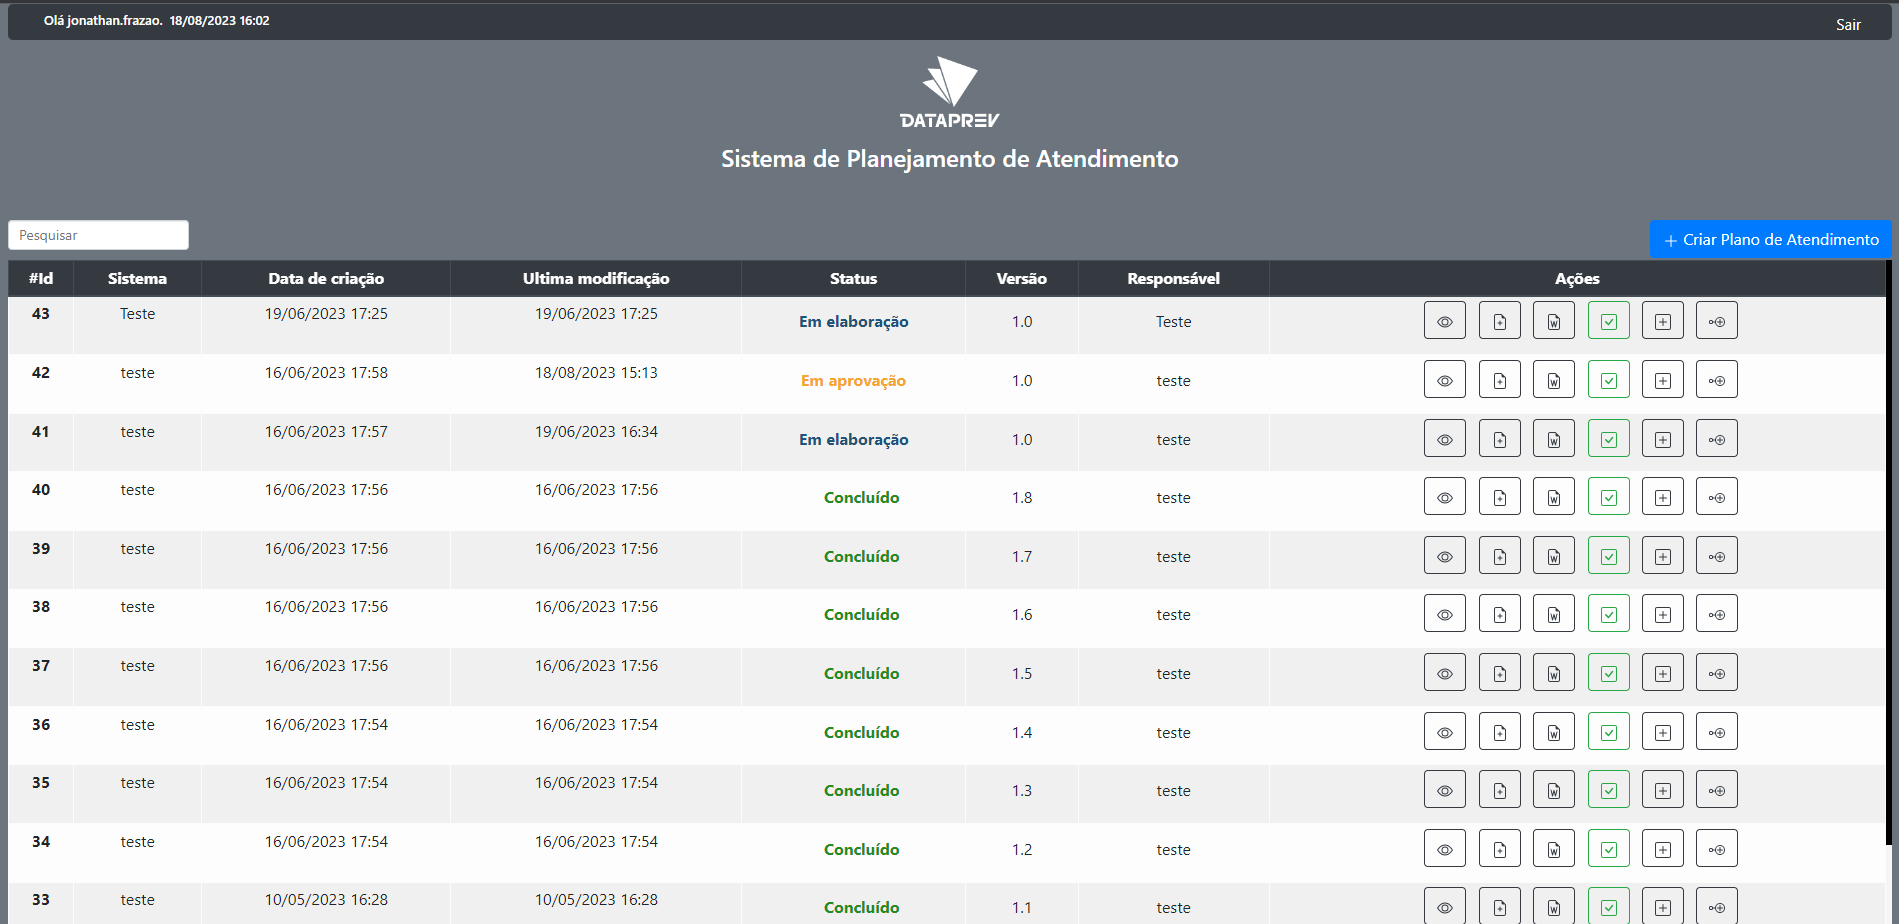 Olá jonathan.frazao. 18/08/2023 16:02 Sair
DATAPREV
Sistema de Planejamento de Atendimento
Pesquisar
+ Criar Plano de Atendimento
#Id Sistema Data de criação Ultima modificação Status Versão Responsável Ações
43 Teste 19/06/2023 17:25 19/06/2023 17:25 Em elaboração 1.0 Teste
42 teste 16/06/2023 17:58 18/08/2023 15:13 Em aprovação 1.0 teste
41 teste 16/06/2023 17:57 19/06/2023 16:34 Em elaboração 1.0 teste
40 teste 16/06/2023 17:56 16/06/2023 17:56 Concluído 1.8 teste
39 teste 16/06/2023 17:56 16/06/2023 17:56 Concluído 1.7 teste
38 teste 16/06/2023 17:56 16/06/2023 17:56 Concluído 1.6 teste
37 teste 16/06/2023 17:56 16/06/2023 17:56 Concluído 1.5 teste
36 teste 16/06/2023 17:54 16/06/2023 17:54 Concluído 1.4 teste
35 teste 16/06/2023 17:54 16/06/2023 17:54 Concluído 1.3 teste
34 teste 16/06/2023 17:54 16/06/2023 17:54 Concluído 1.2 teste
33 teste 10/05/2023 16:28 10/05/2023 16:28 Concluído 1.1 teste